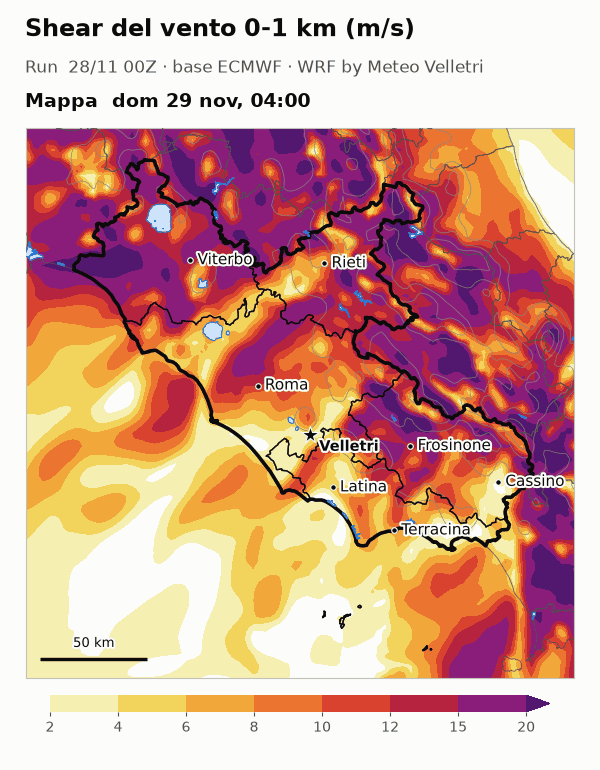 Shear del vento 0-1 km (m/s)
Run  28/11 00Z · base ECMWF · WRF by Meteo Velletri
Mappa  dom 29 nov, 04:00
Viterbo
Rieti
Roma
Velletri
Frosinone
Cassino
Latina
Terracina
50 km
2 4 6 8 10 12 15 20